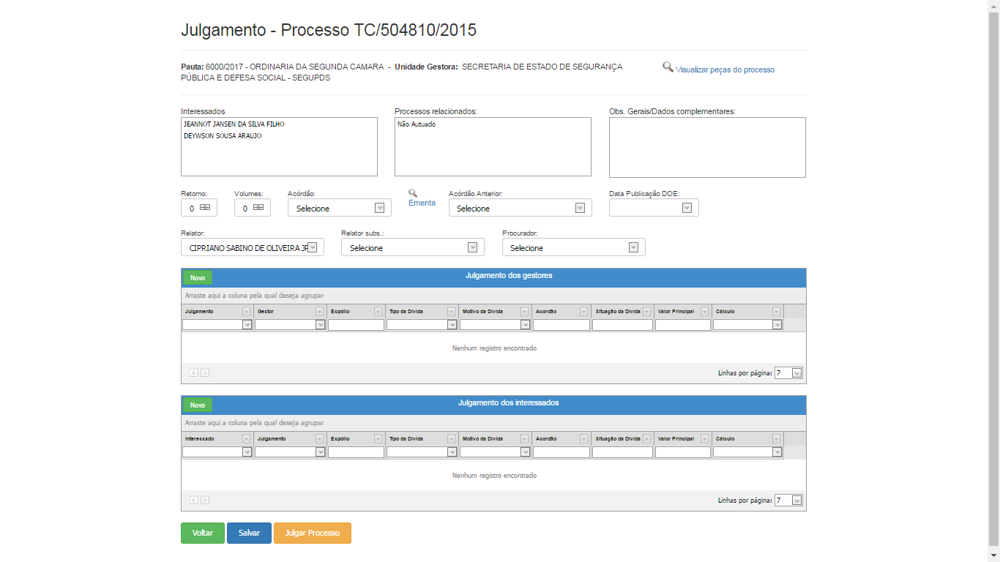 Julgamento - Processo TC/504810/2015
Pauta: 6000/2017 - ORDINARIA DA SEGUNDA CAMARA - Unidade Gestora: SECRETARIA DE ESTADO DE SEGURANÇA
PÚBLICA E DEFESA SOCIAL - SEGUPDS
Visualizar peças do processo
Interessados
JEANNOT JANSEN DA SILVA FILHO
DEYWSON SOUSA ARAUJO
Processos relacionados:
Não Autuado
Obs. Gerais/Dados complementares:
Retorno: Volumes: Acórdão: Acórdão Anterior: Data Publicação DOE:
0 0 Selecione Ementa Selecione
Relator: Relator subs.: Procurador:
CIPRIANO SABINO DE OLIVEIRA JR Selecione Selecione
Novo Julgamento dos gestores
Arraste aqui a coluna pela qual deseja agrupar
Julgamento Gestor Espólio Tipo da Dívida Motivo da Dívida Acordão Situação da Dívida Valor Principal Cálculo
Nenhum registro encontrado
Linhas por página: 7
Novo Julgamento dos interessados
Arraste aqui a coluna pela qual deseja agrupar
Interessado Julgamento Espólio Tipo da Dívida Motivo da Dívida Acordão Situação da Dívida Valor Principal Cálculo
Nenhum registro encontrado
Linhas por página: 7
Voltar Salvar Julgar Processo